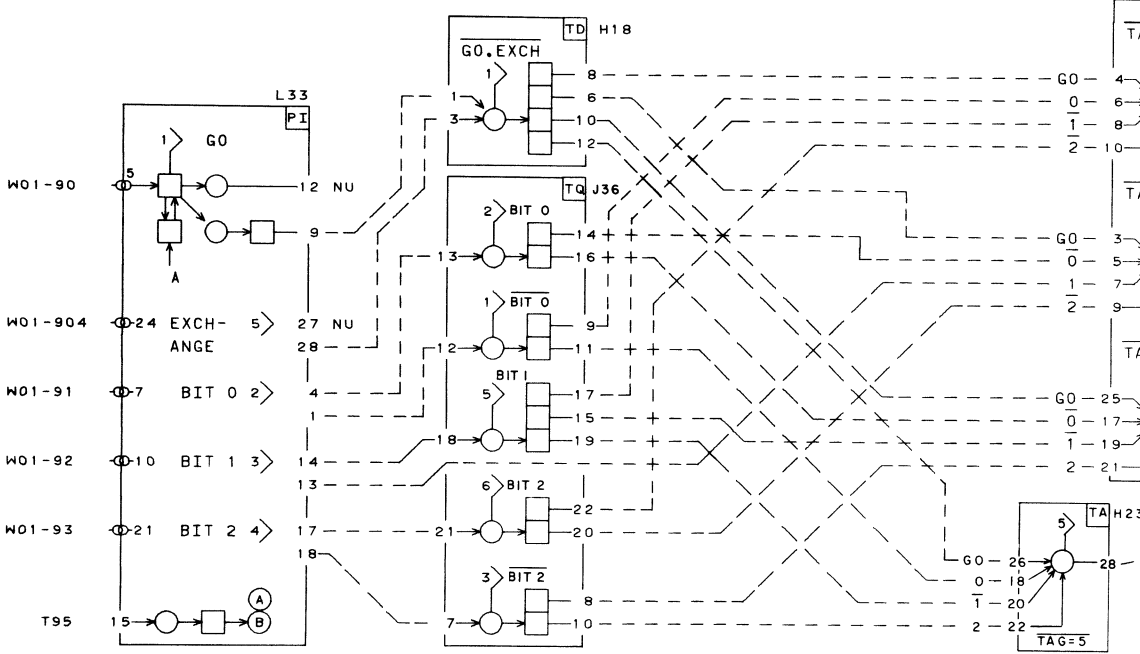 TD H18
GO.EXCH
1
8
6
10
12
1
3
L33
PI
1 GO
W01-90 5
12 NU
9
A
W01-904 24 EXCH-ANGE 5 27 NU
28
W01-91 7 BIT 0 2 4
1
W01-92 10 BIT 1 3 14
13
W01-93 21 BIT 2 4 17
18
T95 15
A
B
TQ J36
2 BIT 0
13
14
16
1 BIT 0
12
9
11
BIT 1
5
18
17
15
19
6 BIT 2
21
22
20
3 BIT 2
7
8
10
GO 4
0 6
1 8
2 10
GO 3
0 5
1 7
2 9
GO 25
0 17
1 19
2 21
TA H23
5
GO 26
28
0 18
1 20
2 22
TAG=5